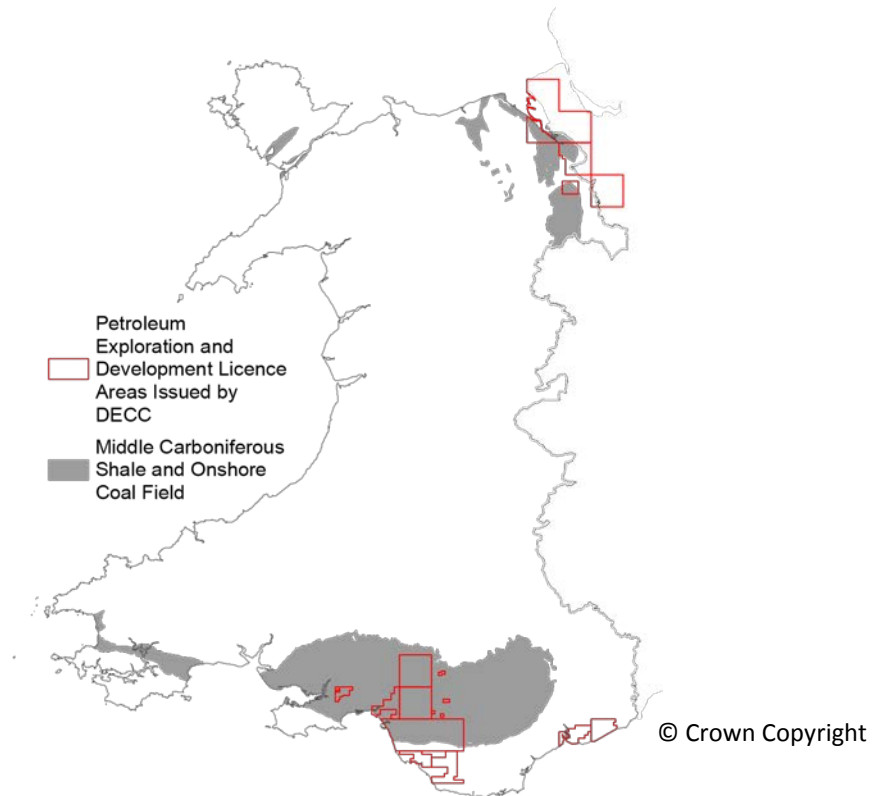 Petroleum
Exploration and
Development Licence
Areas Issued by
DECC
Middle Carboniferous
Shale and Onshore
Coal Field
© Crown Copyright